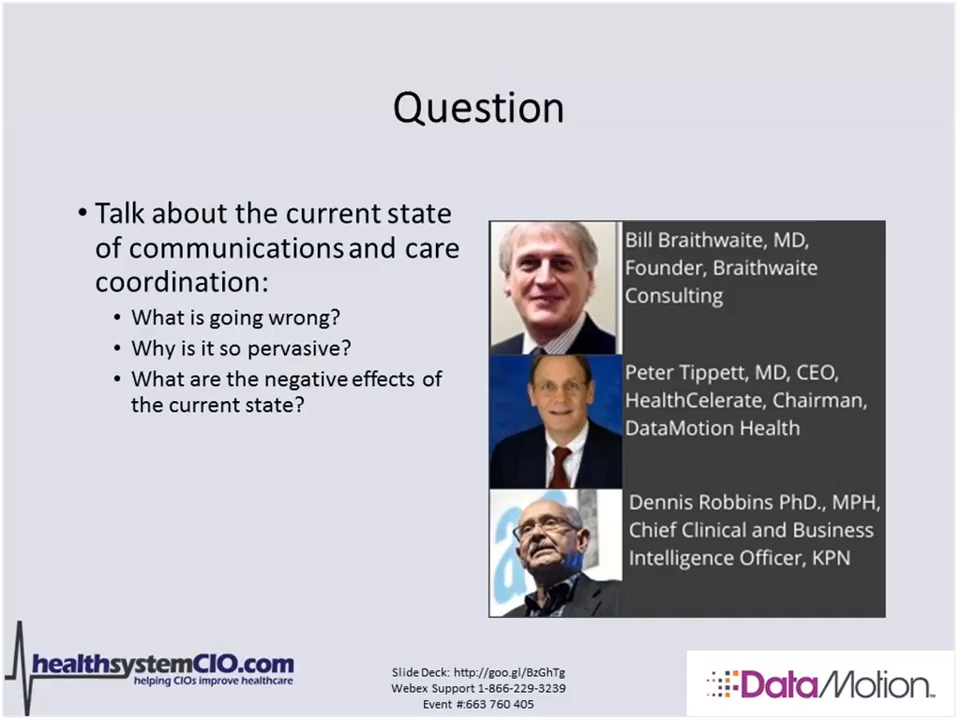 Question
• Talk about the current state
of communications and care
coordination:
• What is going wrong?
• Why is it so pervasive?
• What are the negative effects of
the current state?
Bill Braithwaite, MD,
Founder, Braithwaite
Consulting
Peter Tippett, MD, CEO,
HealthCelerate, Chairman,
DataMotion Health
Dennis Robbins PhD., MPH,
Chief Clinical and Business
Intelligence Officer, KPN
healthsystemCIO.com
helping CIOs improve healthcare
Slide Deck: http://goo.gl/BzGhTg
Webex Support 1-866-229-3239
Event #:663 760 405
DataMotion™